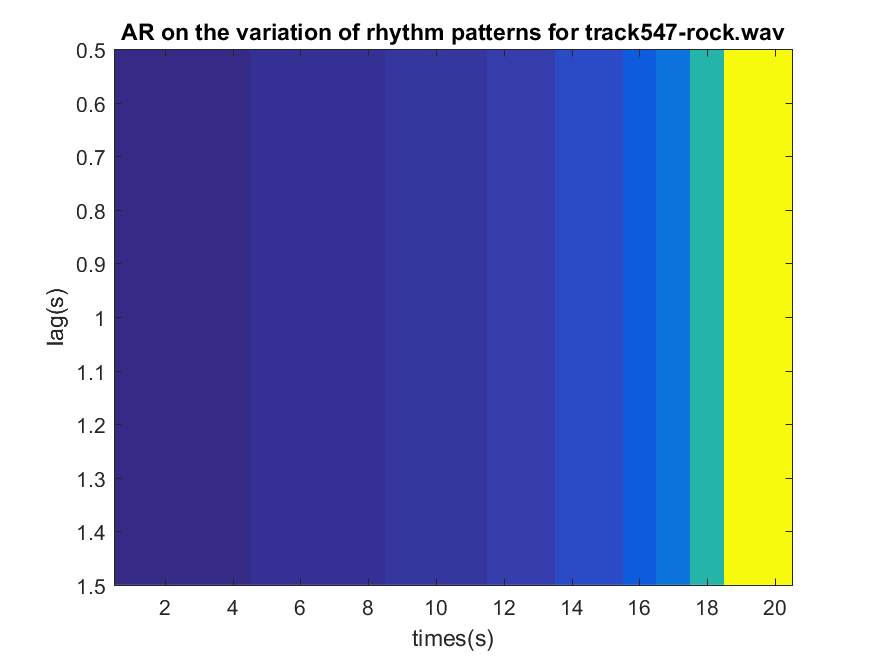 AR on the variation of rhythm patterns for track547-rock.wav
0.5
0.6
0.7
0.8
0.9
1
1.1
1.2
1.3
1.4
1.5
lag(s)
2 4 6 8 10 12 14 16 18 20
times(s)